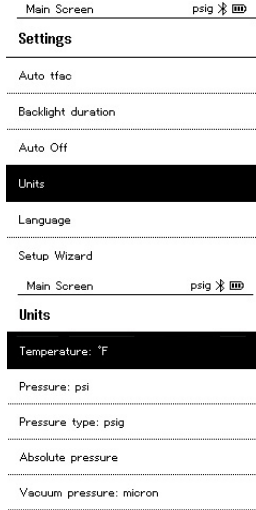 Main Screen psig
Settings
Auto tfac
Backlight duration
Auto Off
Units
Language
Setup Wizard
Main Screen psig
Units
Temperature: °F
Pressure: psi
Pressure type: psig
Absolute pressure
Vacuum pressure: micron